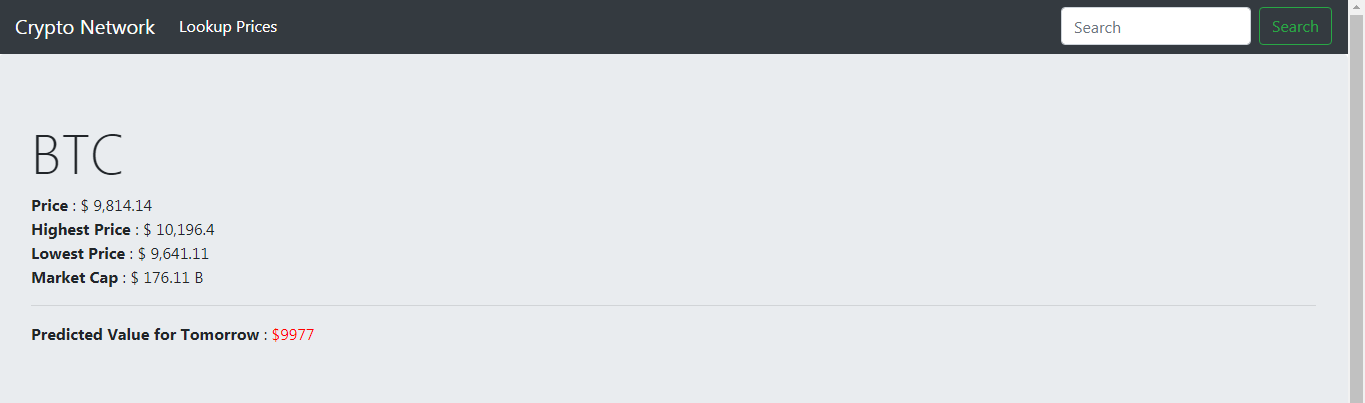 Crypto Network Lookup Prices Search Search
BTC
Price : $ 9,814.14
Highest Price : $ 10,196.4
Lowest Price : $ 9,641.11
Market Cap : $ 176.11 B
Predicted Value for Tomorrow : $9977